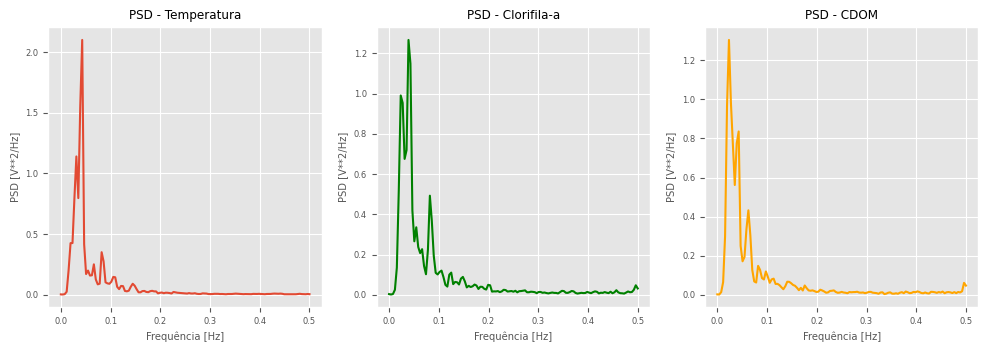 PSD - Temperatura
PSD [V**2/Hz]
2.0
1.5
1.0
0.5
0.0
0.0 0.1 0.2 0.3 0.4 0.5
Frequência [Hz]
PSD - Clorifila-a
PSD [V**2/Hz]
1.2
1.0
0.8
0.6
0.4
0.2
0.0
0.0 0.1 0.2 0.3 0.4 0.5
Frequência [Hz]
PSD - CDOM
PSD [V**2/Hz]
1.2
1.0
0.8
0.6
0.4
0.2
0.0
0.0 0.1 0.2 0.3 0.4 0.5
Frequência [Hz]